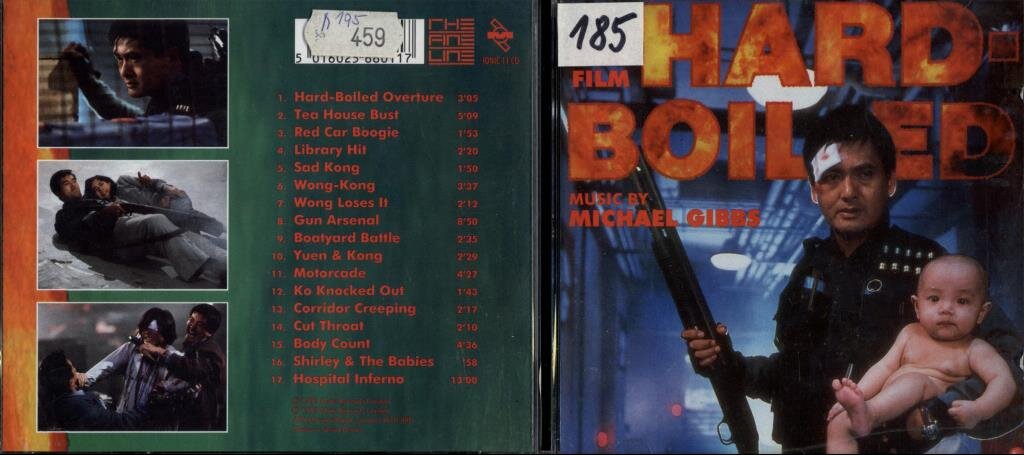 195
459
5 016025 680117
THE
FINE
LINE
IONIC 11 CD
1. Hard-Boiled Overture 3'05
2. Tea House Bust 5'09
3. Red Car Boogie 1'53
4. Library Hit 2'20
5. Sad Kong 1'50
6. Wong-Kong 3'37
7. Wong Loses It 2'12
8. Gun Arsenal 8'50
9. Boatyard Battle 2'35
10. Yuen & Kong 2'29
11. Motorcade 4'27
12. Ko Knocked Out 1'43
13. Corridor Creeping 2'17
14. Cut Throat 2'10
15. Body Count 4'36
16. Shirley & The Babies '58
17. Hospital Inferno 13'00
185
FILM
HARD-
BOILED
MUSIC BY
MICHAEL GIBBS